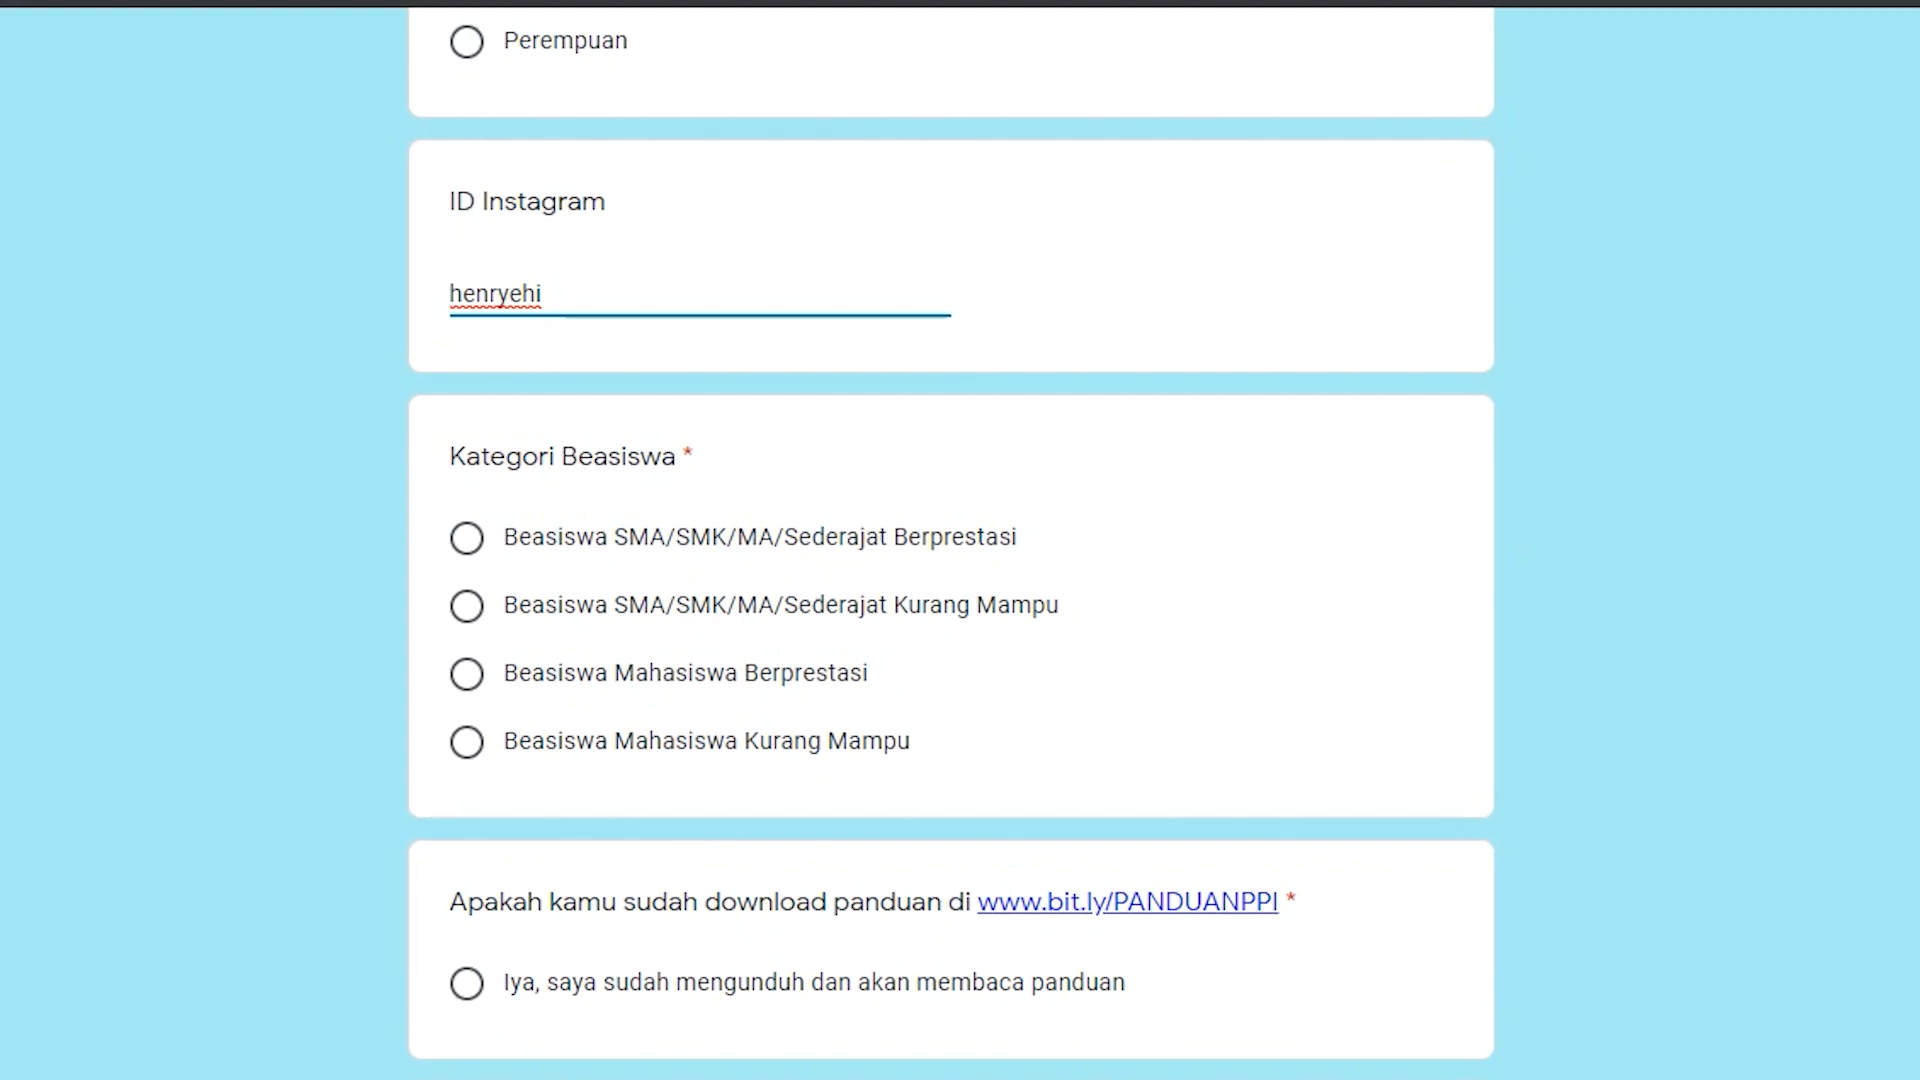 Perempuan
ID Instagram
henryehi
Kategori Beasiswa *
Beasiswa SMA/SMK/MA/Sederajat Berprestasi
Beasiswa SMA/SMK/MA/Sederajat Kurang Mampu
Beasiswa Mahasiswa Berprestasi
Beasiswa Mahasiswa Kurang Mampu
Apakah kamu sudah download panduan di www.bit.ly/PANDUANPPI *
Iya, saya sudah mengunduh dan akan membaca panduan